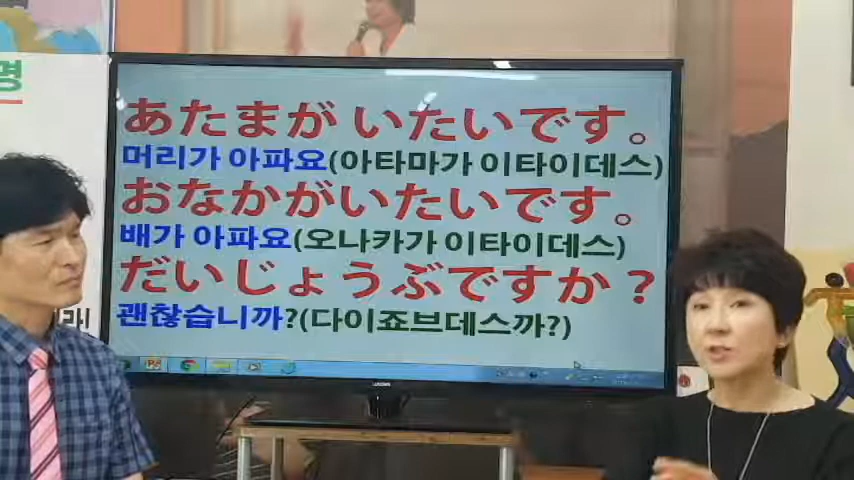 명
あたまが いたいです。
머리가 아파요(아타마가 이타이데스)
おなかがいたいです。
배가 아파요(오나카가 이타이데스)
だいじょうぶですか？
괜찮습니까?(다이죠브데스까?)